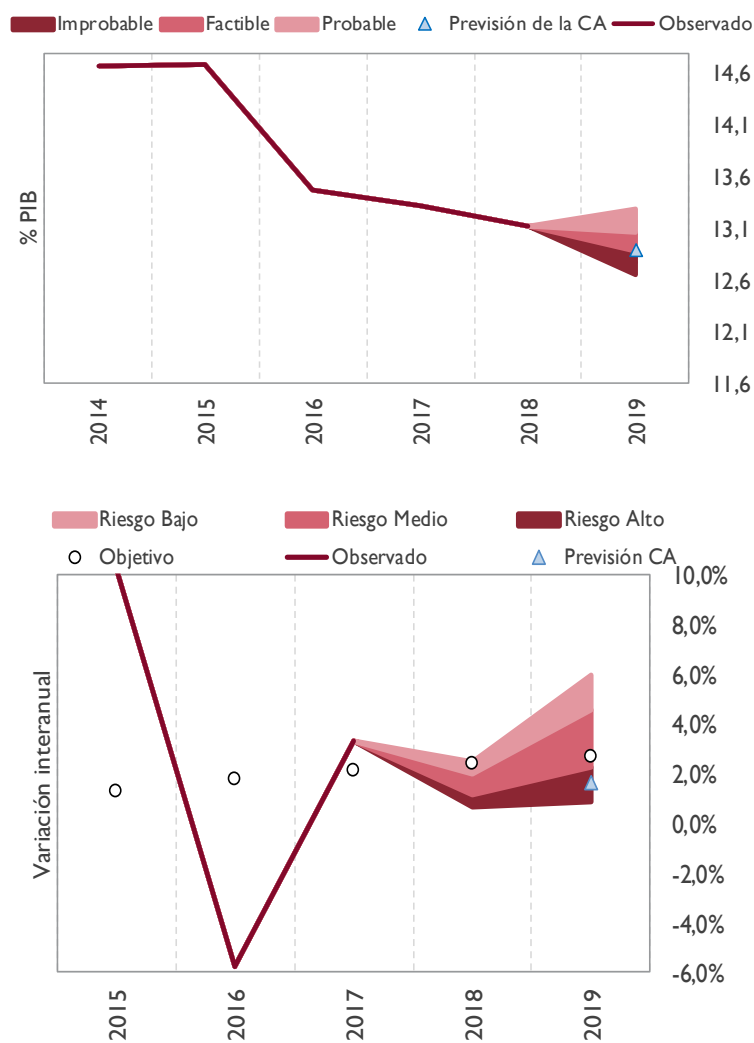 Improbable Factible Probable Previsión de la CA Observado
14,6
14,1
13,6
13,1
12,6
12,1
11,6
% PIB
2014 2015 2016 2017 2018 2019
Riesgo Bajo Riesgo Medio Riesgo Alto
Objetivo Observado Previsión CA
10,0%
8,0%
6,0%
4,0%
2,0%
0,0%
-2,0%
-4,0%
-6,0%
Variación interanual
2015 2016 2017 2018 2019